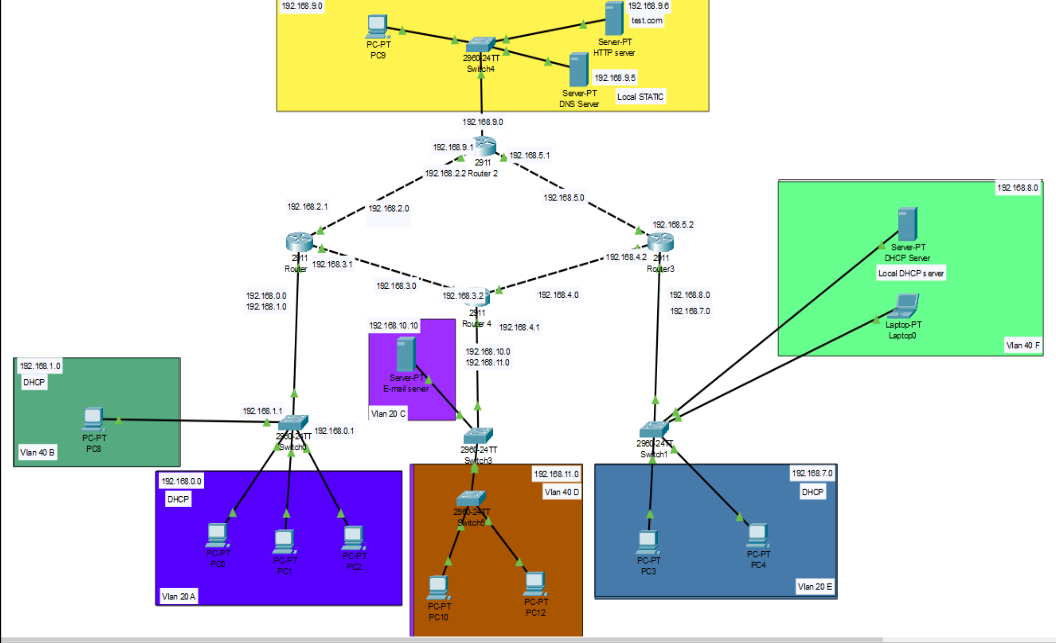 192.168.9.0
192.168.9.6
test.com
PC-PT
PC9
2960-24TT
Switch4
Server-PT
HTTP server
192.168.9.5
Server-PT
DNS Server
Local STATIC
192.168.9.0
192.168.9.1
192.168.5.1
2911
192.168.2.2
Router 2
192.168.5.0
192.168.2.1
192.168.2.0
192.168.5.2
2911
Router
192.168.3.1
192.168.4.2
2911
Router3
192.168.3.0
192.168.3.2
192.168.4.0
2911
Router 4
192.168.4.1
192.168.0.0
192.168.1.0
192.168.8.0
192.168.7.0
192.168.8.0
Server-PT
DHCP Server
Local DHCP server
Laptop-PT
Laptop0
Vlan 40 F
192.168.10.10
Server-PT
E-mail server
Vlan 20 C
192.168.10.0
192.168.11.0
192.168.1.0
DHCP
PC-PT
PC8
Vlan 40 B
192.168.1.1
192.168.0.1
2960-24TT
2960-24TT
Switch3
2960-24TT
Switch1
192.168.0.0
DHCP
PC-PT
PC0
PC-PT
PC1
PC-PT
PC2
Vlan 20 A
192.168.11.0
Vlan 40 D
2960-24TT
PC-PT
PC10
PC-PT
PC12
192.168.7.0
DHCP
PC-PT
PC3
PC-PT
PC4
Vlan 20 E